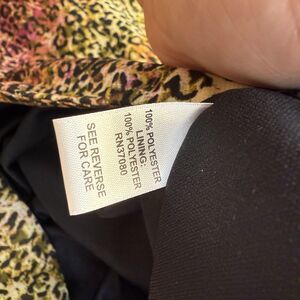 100% POLYESTER
LINING:
100% POLYESTER
RN37080
SEE REVERSE
FOR CARE